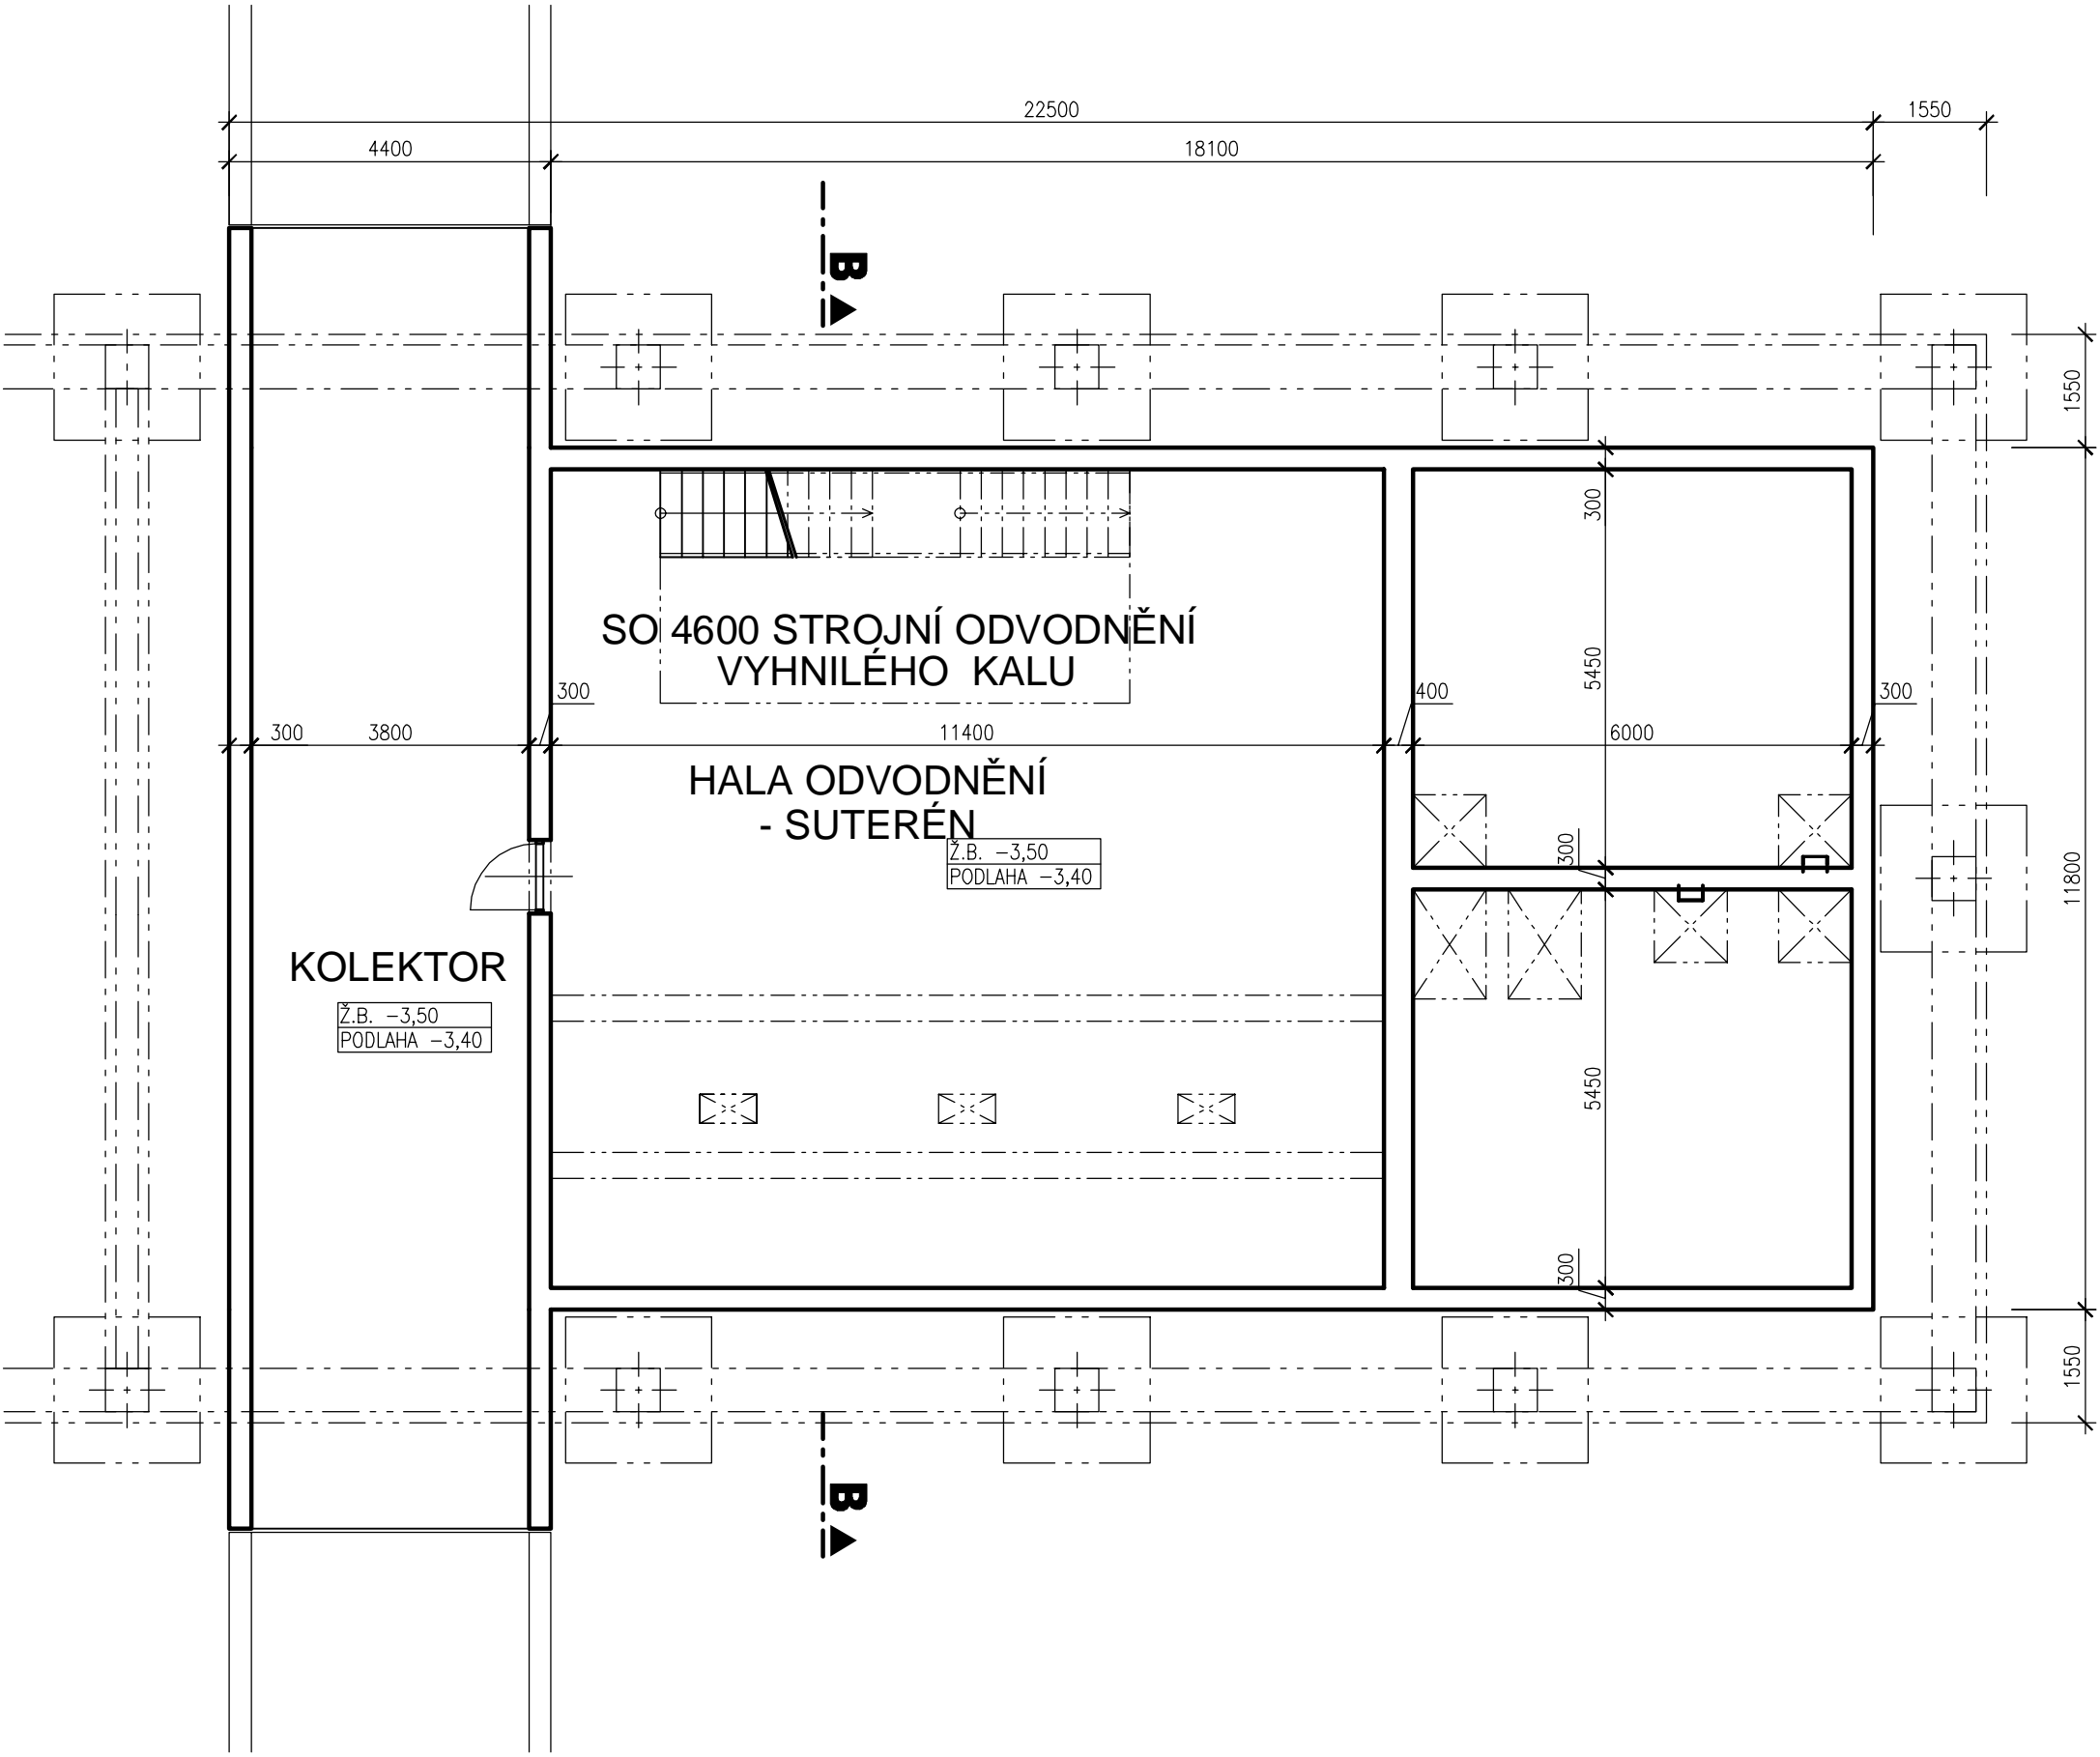 22500
1550
4400
18100
B
1550
300
SO 4600 STROJNÍ ODVODNĚNÍ
VYHNILÉHO KALU
5450
300
400
300
300
3800
11400
6000
HALA ODVODNĚNÍ
- SUTERÉN
Ž.B. -3,50
PODLAHA -3,40
300
11800
KOLEKTOR
Ž.B. -3,50
PODLAHA -3,40
5450
300
1550
B